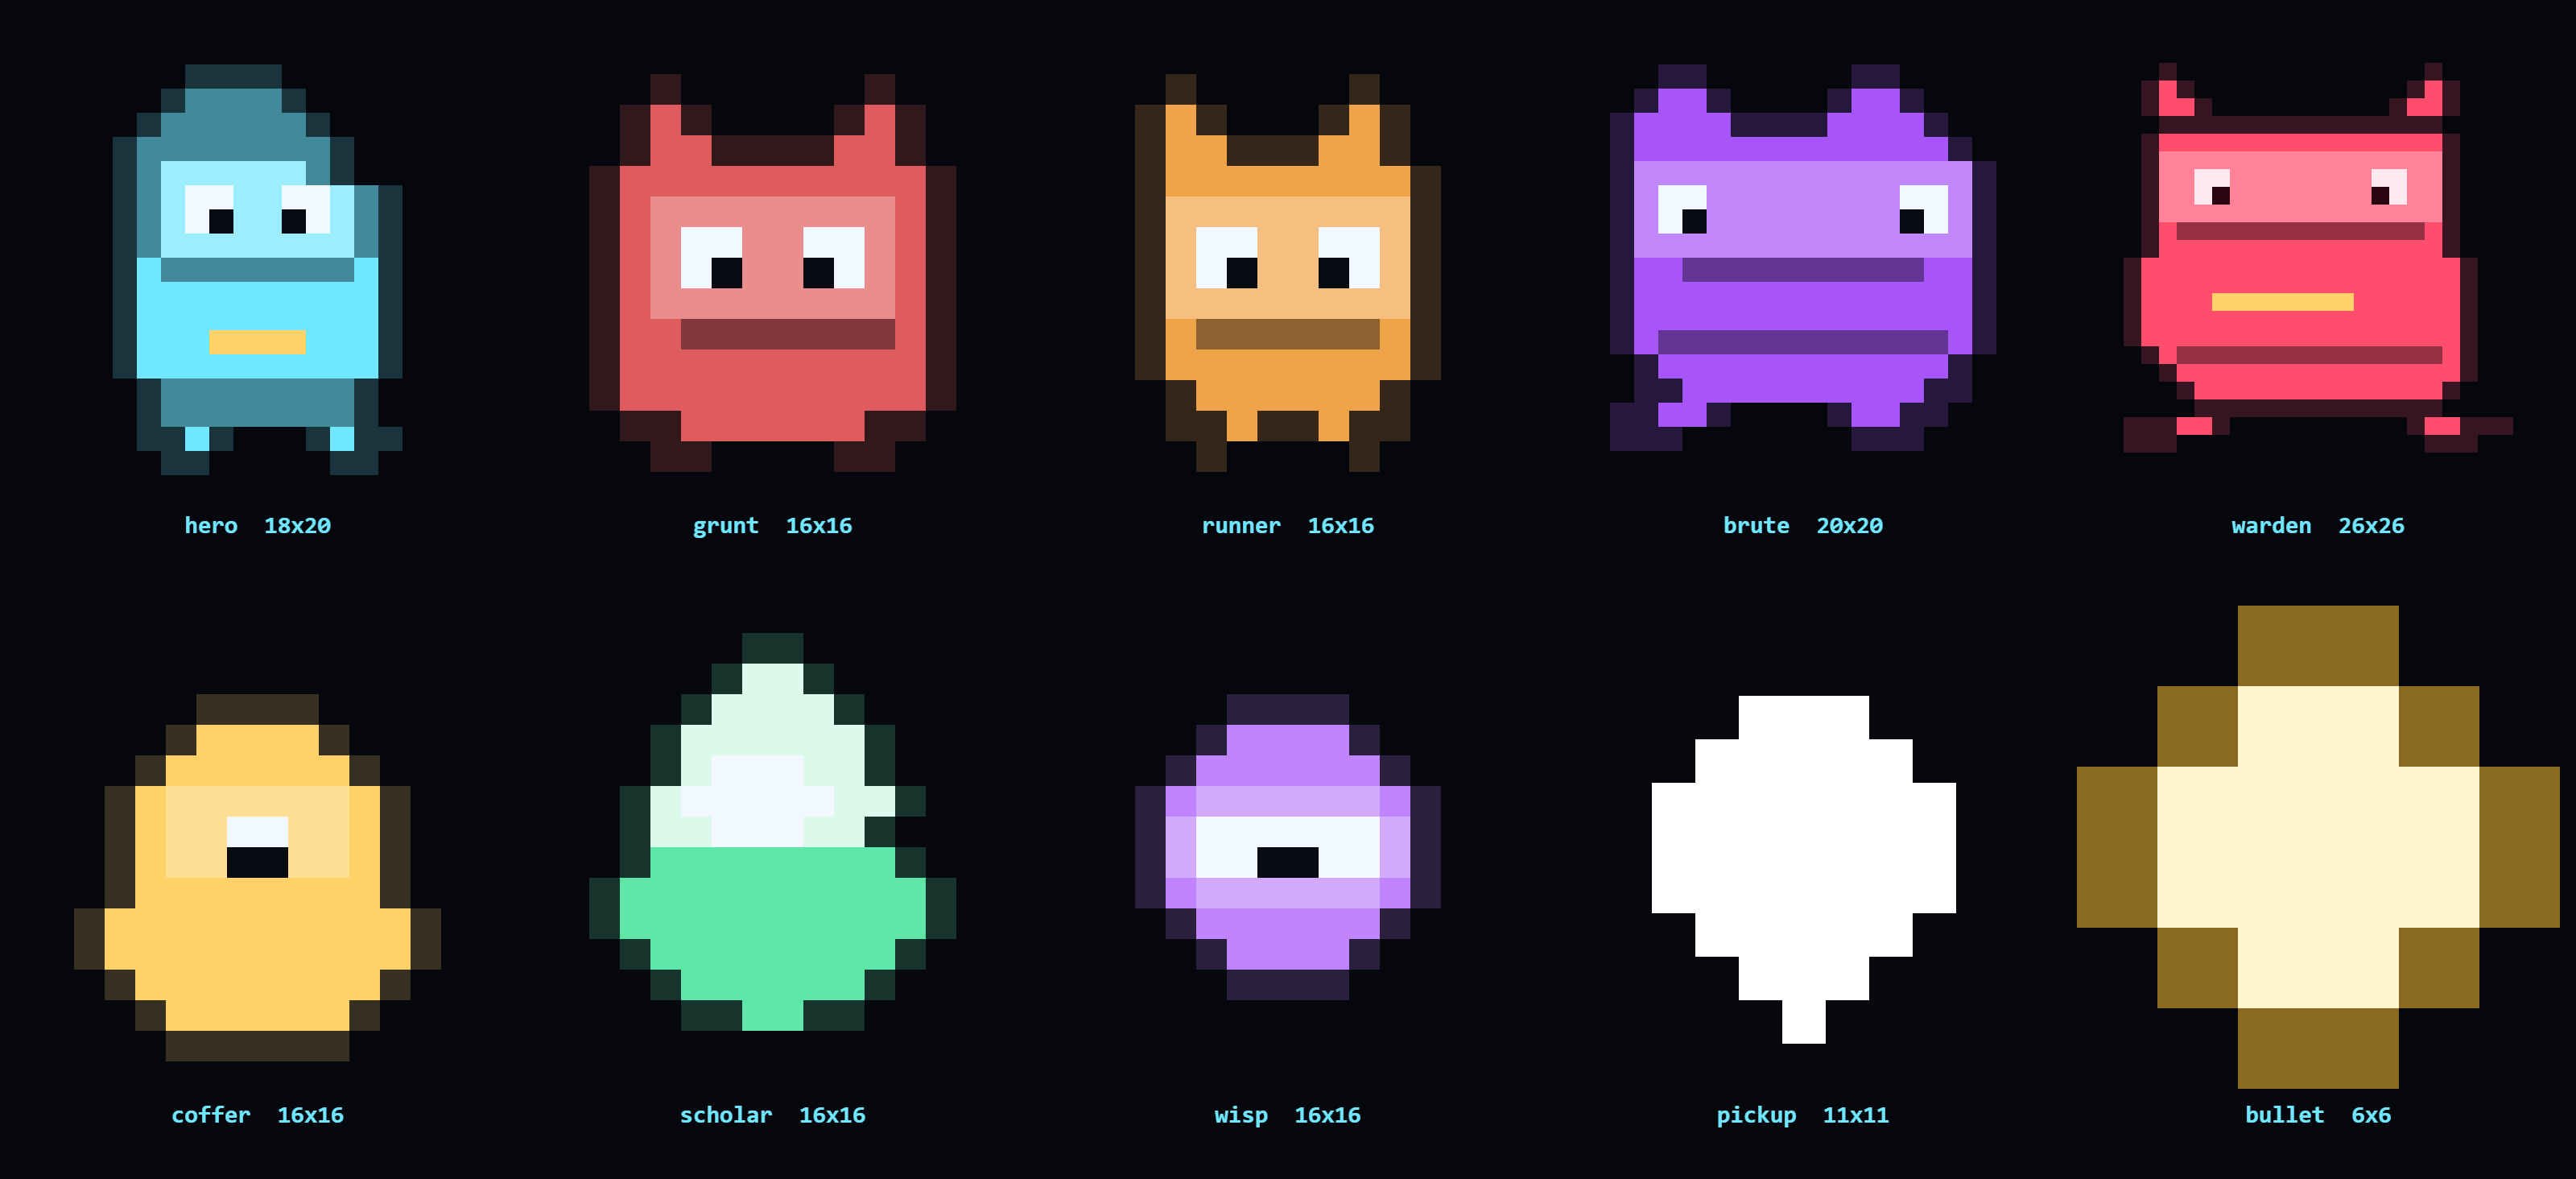 hero  18x20
grunt  16x16
runner  16x16
brute  20x20
warden  26x26
coffer  16x16
scholar  16x16
wisp  16x16
pickup  11x11
bullet  6x6